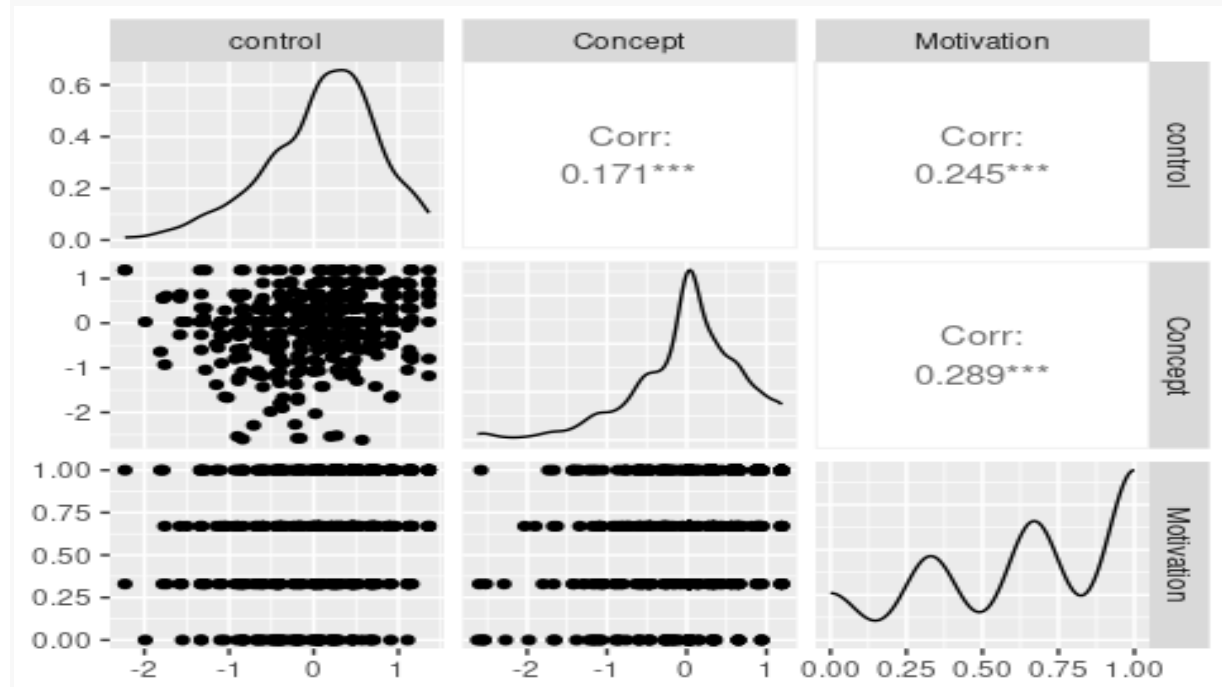 control Concept Motivation
0.6
0.4
0.2
0.0
Corr:
0.171***
Corr:
0.245***
control
1
0
-1
-2
Corr:
0.289***
Concept
1.00
0.75
0.50
0.25
0.00
Motivation
-2 -1 0 1
-2 -1 0 1
0.00 0.25 0.50 0.75 1.00